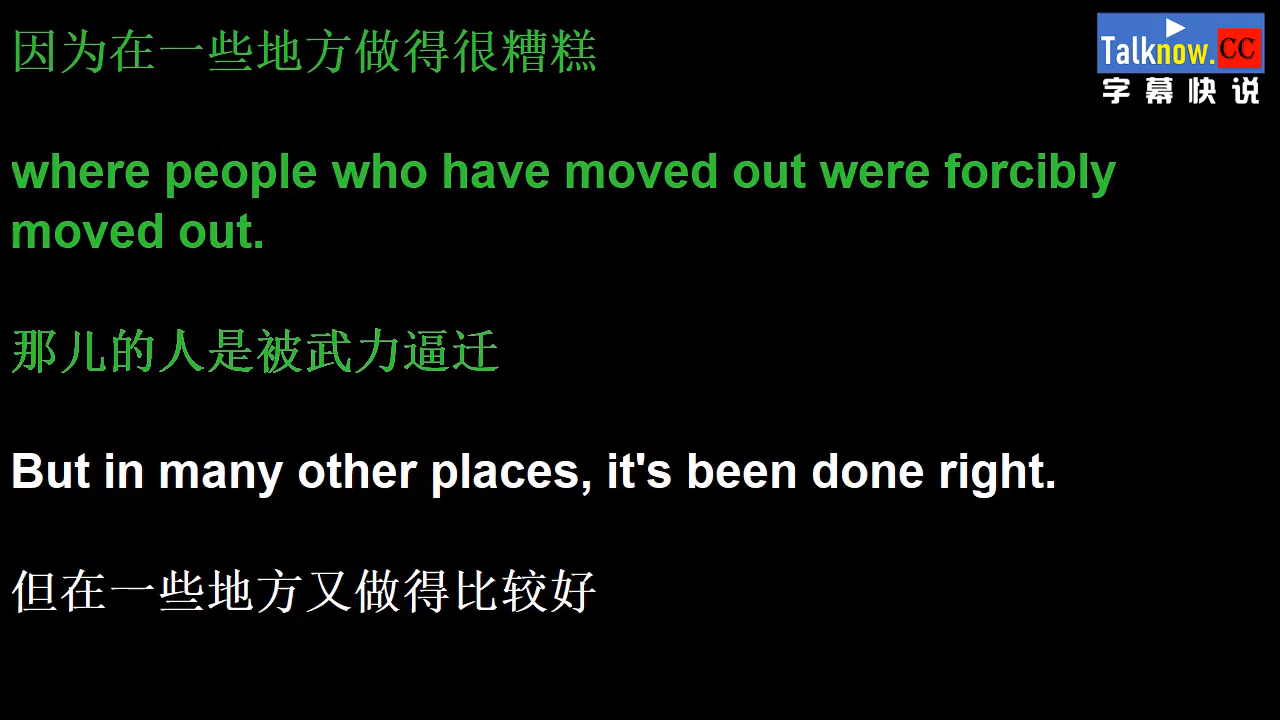 因为在一些地方做得很糟糕
Talknow.CC
字幕快说
where people who have moved out were forcibly
moved out.
那儿的人是被武力逼迁
But in many other places, it's been done right.
但在一些地方又做得比较好